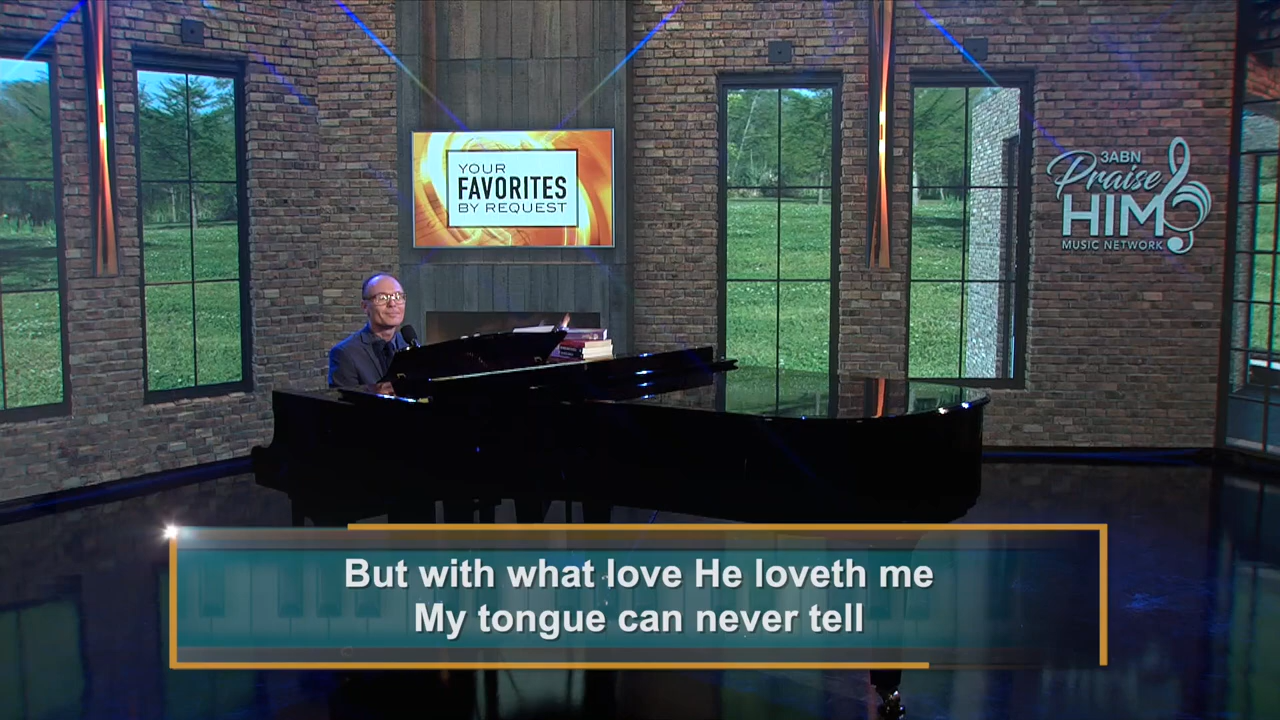 YOUR
FAVORITES
BY REQUEST
3ABN
Praise
HIM
MUSIC NETWORK
But with what love He loveth me
My tongue can never tell